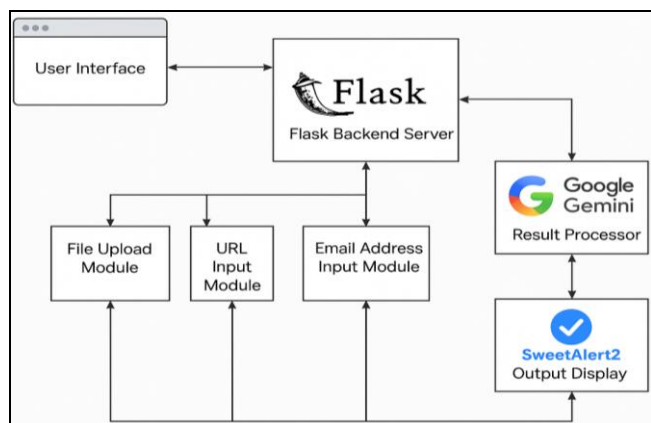 User Interface
Flask
Flask Backend Server
Google
Gemini
Result Processor
File Upload
Module
URL
Input
Module
Email Address
Input Module
SweetAlert2
Output Display